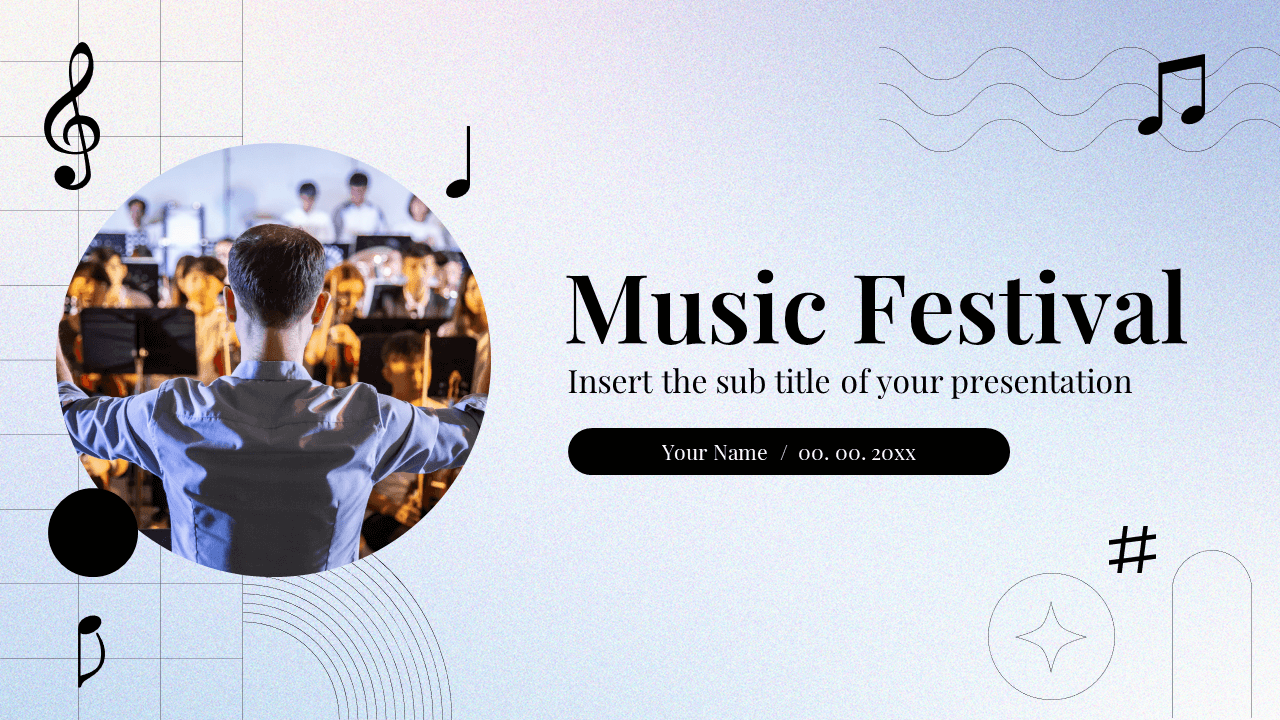 Music Festival
Insert the sub title of your presentation
Your Name / 00. 00. 20xx